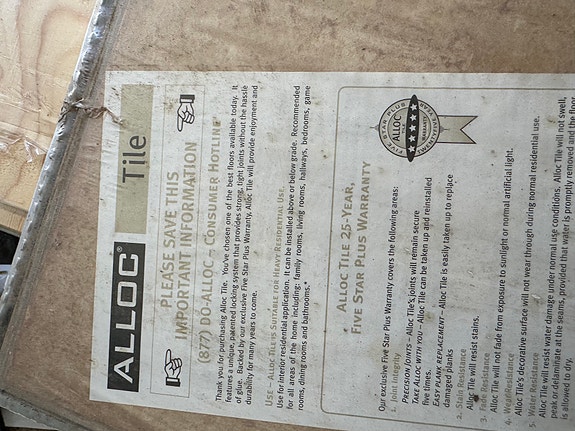 ALLOC® Tile
PLEASE SAVE THIS
IMPORTANT INFORMATION
(877) DO-ALLOC – CONSUMER HOTLINE
Thank you for purchasing Alloc Tile. You've chosen one of the best floors available today. It
features a unique, patented locking system that provides strong, tight joints without the hassle
of glue. Backed by our exclusive Five Star Plus Warranty, Alloc Tile will provide enjoyment and
durability for many years to come.
USE – ALLOC TILE IS SUITABLE FOR HEAVY RESIDENTIAL USE.
Use for interior residential application. It can be installed above or below grade. Recommended
for all areas of the home including: family rooms, living rooms, hallways, bedrooms, game
rooms, dining rooms and bathrooms.*
ALLOC TILE 25-YEAR,
FIVE STAR PLUS WARRANTY
FIVE STAR PLUS
ALLOC
TILE
WARRANTY
Our exclusive Five Star Plus Warranty covers the following areas:
1. Joint Integrity
PRECISION JOINTS – Alloc Tile's joints will remain secure
TAKE ALLOC WITH YOU – Alloc Tile can be taken up and reinstalled
five times.
EASY PLANK REPLACEMENT – Alloc Tile is easily taken up to replace
damaged planks
2. Stain Resistance
Alloc Tile will resist stains.
3. Fade Resistance
Alloc Tile will not fade from exposure to sunlight or normal artificial light.
4. Wear Resistance
Alloc Tile's decorative surface will not wear through during normal residential use.
5. Water Resistance
Alloc Tile will resist water damage under normal use conditions. Alloc Tile will not swell,
peak or delaminate at the seams, provided that water is promptly removed and the floor
is allowed to dry.